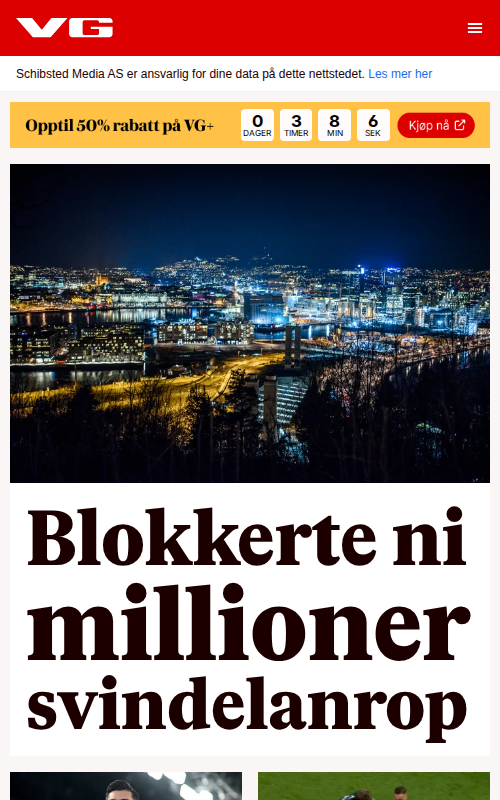 VG
Schibsted Media AS er ansvarlig for dine data på dette nettstedet. Les mer her
Opptil 50% rabatt på VG+
0 3 8 6
DAGER TIMER MIN SEK
Kjøp nå
Blokkerte ni
millioner
svindelanrop